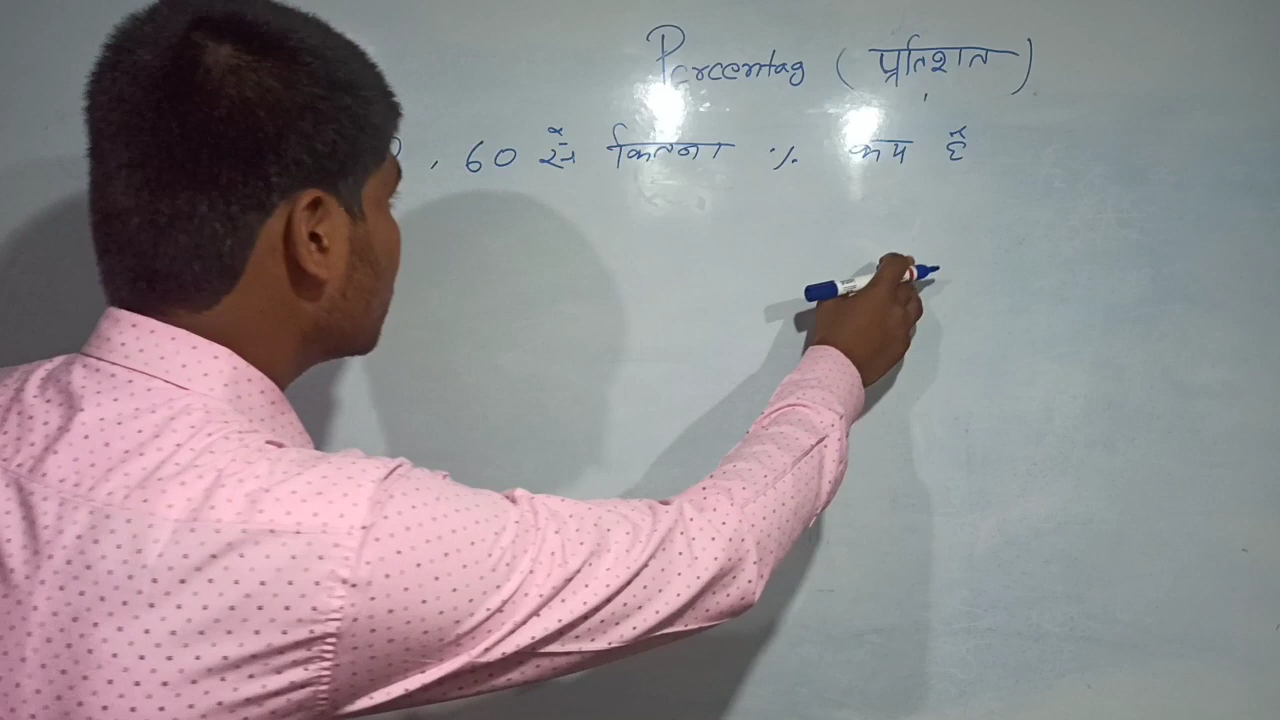 Percentag (प्रतिशत)
, 60 से कितना % कम है